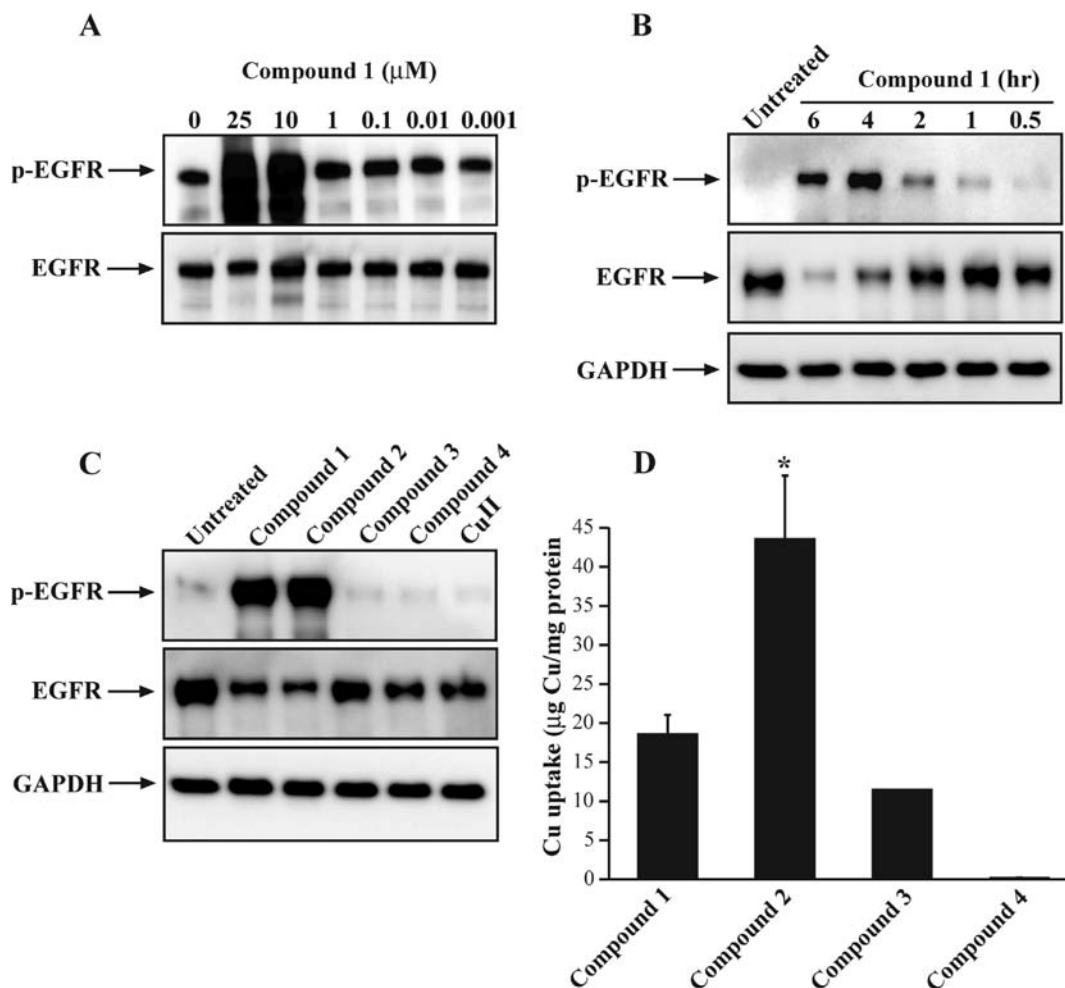 A
Compound 1 (μM)
0 25 10 1 0.1 0.01 0.001
p-EGFR
EGFR
B
Untreated
Compound 1 (hr)
6 4 2 1 0.5
p-EGFR
EGFR
GAPDH
C
Untreated
Compound 1
Compound 2
Compound 3
Compound 4
CuII
p-EGFR
EGFR
GAPDH
D
*
Cu uptake (μg Cu/mg protein
45
40
35
30
25
20
15
10
5
0
Compound 1
Compound 2
Compound 3
Compound 4